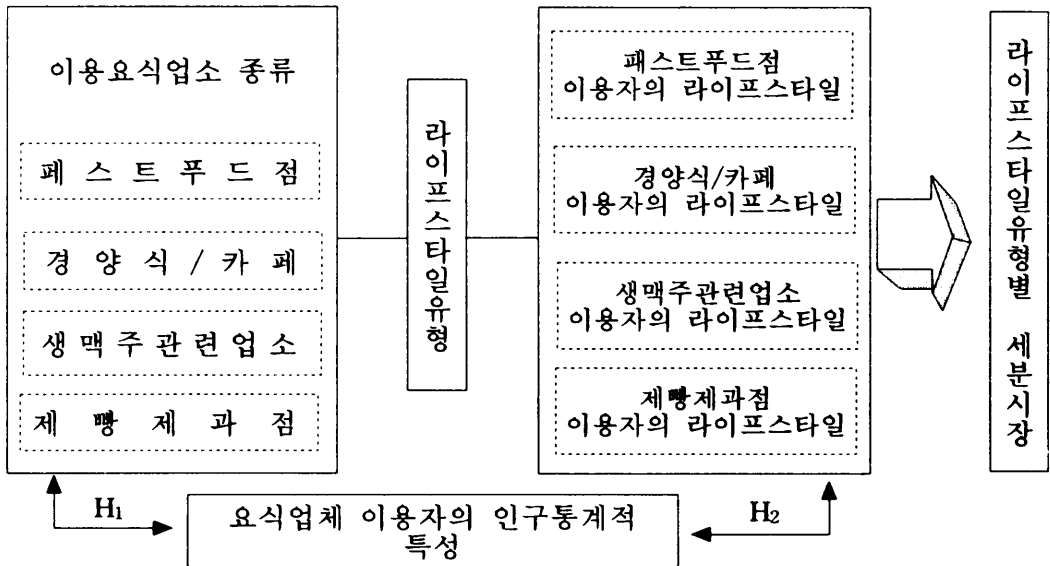 이용요식업소 종류
페 스 트 푸 드 점
경 양 식 / 카 페
생맥주관련업소
제 빵 제 과 점
라이프스타일유형
패스트푸드점
이용자의 라이프스타일
경양식/카페
이용자의 라이프스타일
생맥주관련업소
이용자의 라이프스타일
제빵제과점
이용자의 라이프스타일
라이프스타일유형별 세분시장
H₁
요식업체 이용자의 인구통계적
특성
H₂